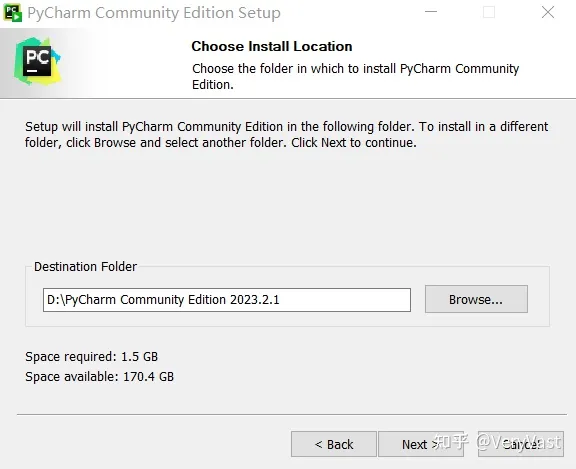 PyCharm Community Edition Setup
PC
Choose Install Location
Choose the folder in which to install PyCharm Community
Edition.
Setup will install PyCharm Community Edition in the following folder. To install in a different
folder, click Browse and select another folder. Click Next to continue.
Destination Folder
D:\PyCharm Community Edition 2023.2.1
Browse...
Space required: 1.5 GB
Space available: 170.4 GB
< Back
Next >
Cancel
知乎 @VeryVast